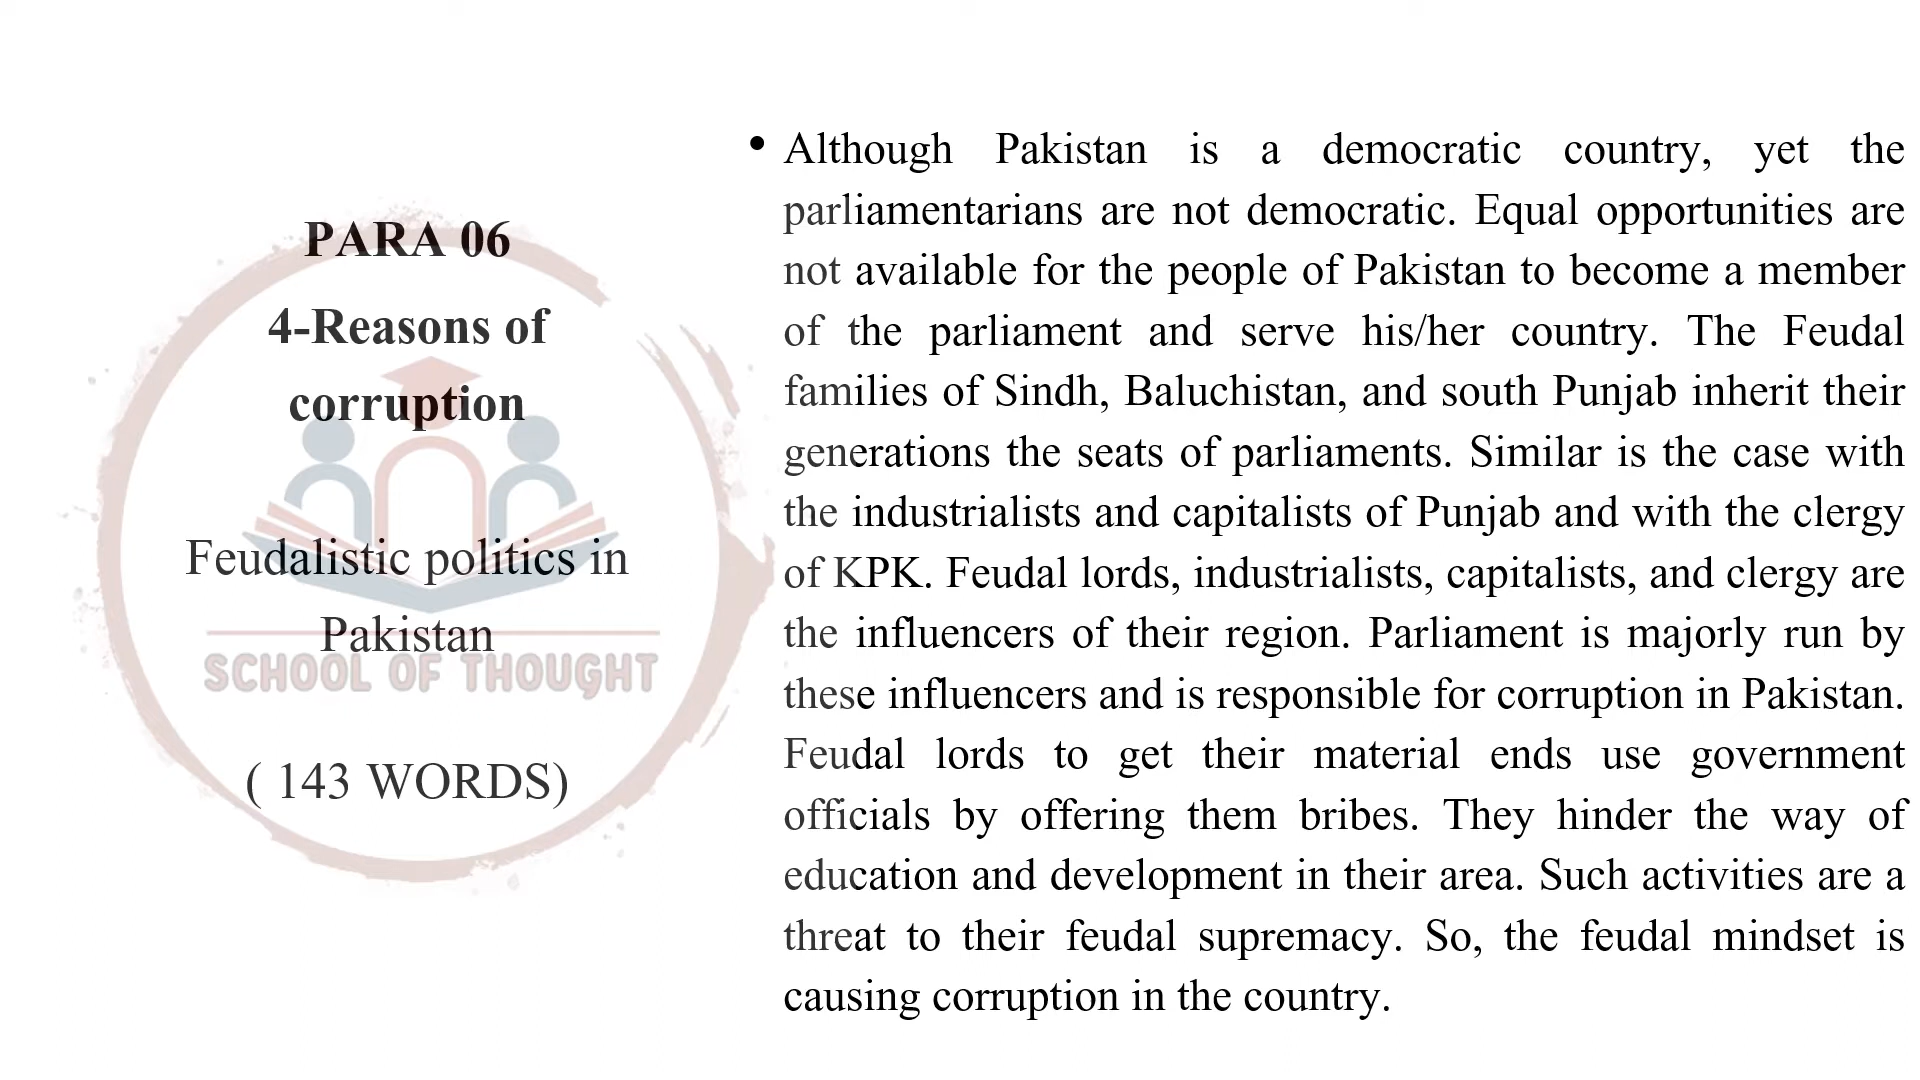 PARA 06
4-Reasons of
corruption
Feudalistic politics in
Pakistan
SCHOOL OF THOUGHT
( 143 WORDS)
• Although Pakistan is a democratic country, yet the
parliamentarians are not democratic. Equal opportunities are
not available for the people of Pakistan to become a member
of the parliament and serve his/her country. The Feudal
families of Sindh, Baluchistan, and south Punjab inherit their
generations the seats of parliaments. Similar is the case with
the industrialists and capitalists of Punjab and with the clergy
of KPK. Feudal lords, industrialists, capitalists, and clergy are
the influencers of their region. Parliament is majorly run by
these influencers and is responsible for corruption in Pakistan.
Feudal lords to get their material ends use government
officials by offering them bribes. They hinder the way of
education and development in their area. Such activities are a
threat to their feudal supremacy. So, the feudal mindset is
causing corruption in the country.